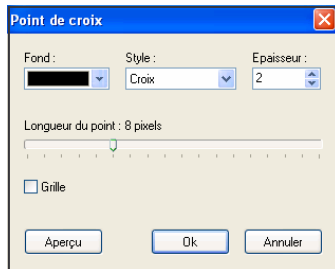 Point de croix
Fond : Style : Epaisseur :
Croix 2
Longueur du point : 8 pixels
Grille
Aperçu Ok Annuler